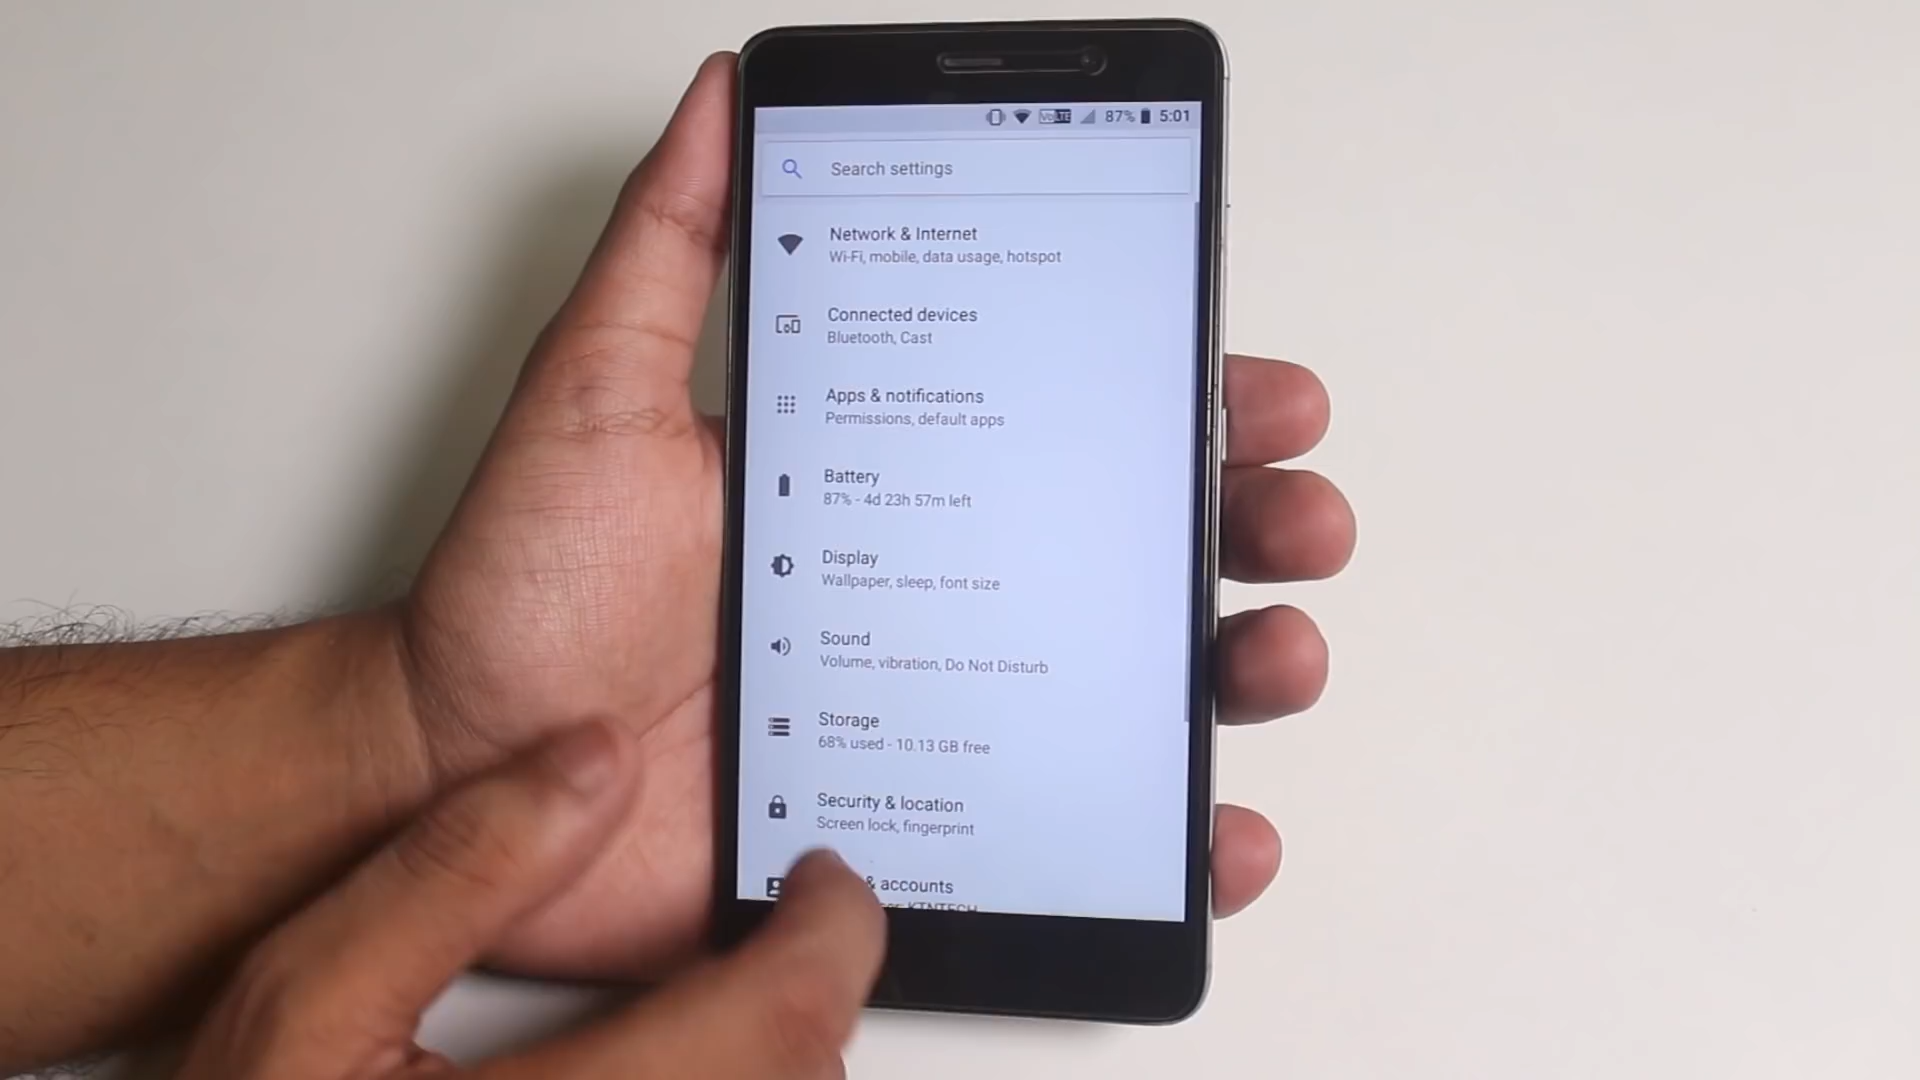 VoLTE 87% 5:01
Search settings
Network & Internet
Wi-Fi, mobile, data usage, hotspot
Connected devices
Bluetooth, Cast
Apps & notifications
Permissions, default apps
Battery
87% - 4d 23h 57m left
Display
Wallpaper, sleep, font size
Sound
Volume, vibration, Do Not Disturb
Storage
68% used - 10.13 GB free
Security & location
Screen lock, fingerprint
& accounts
KTNTECH